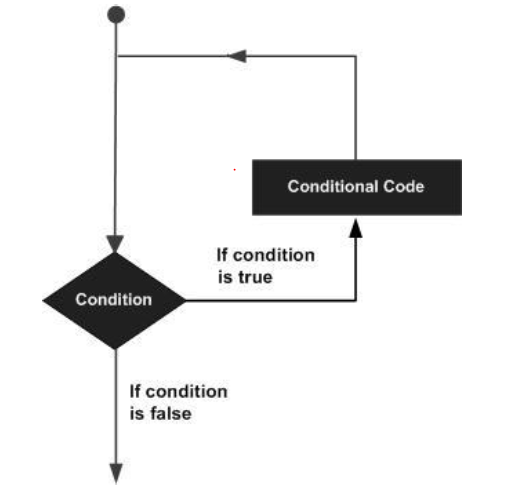 Conditional Code
If condition
is true
Condition
If condition
is false